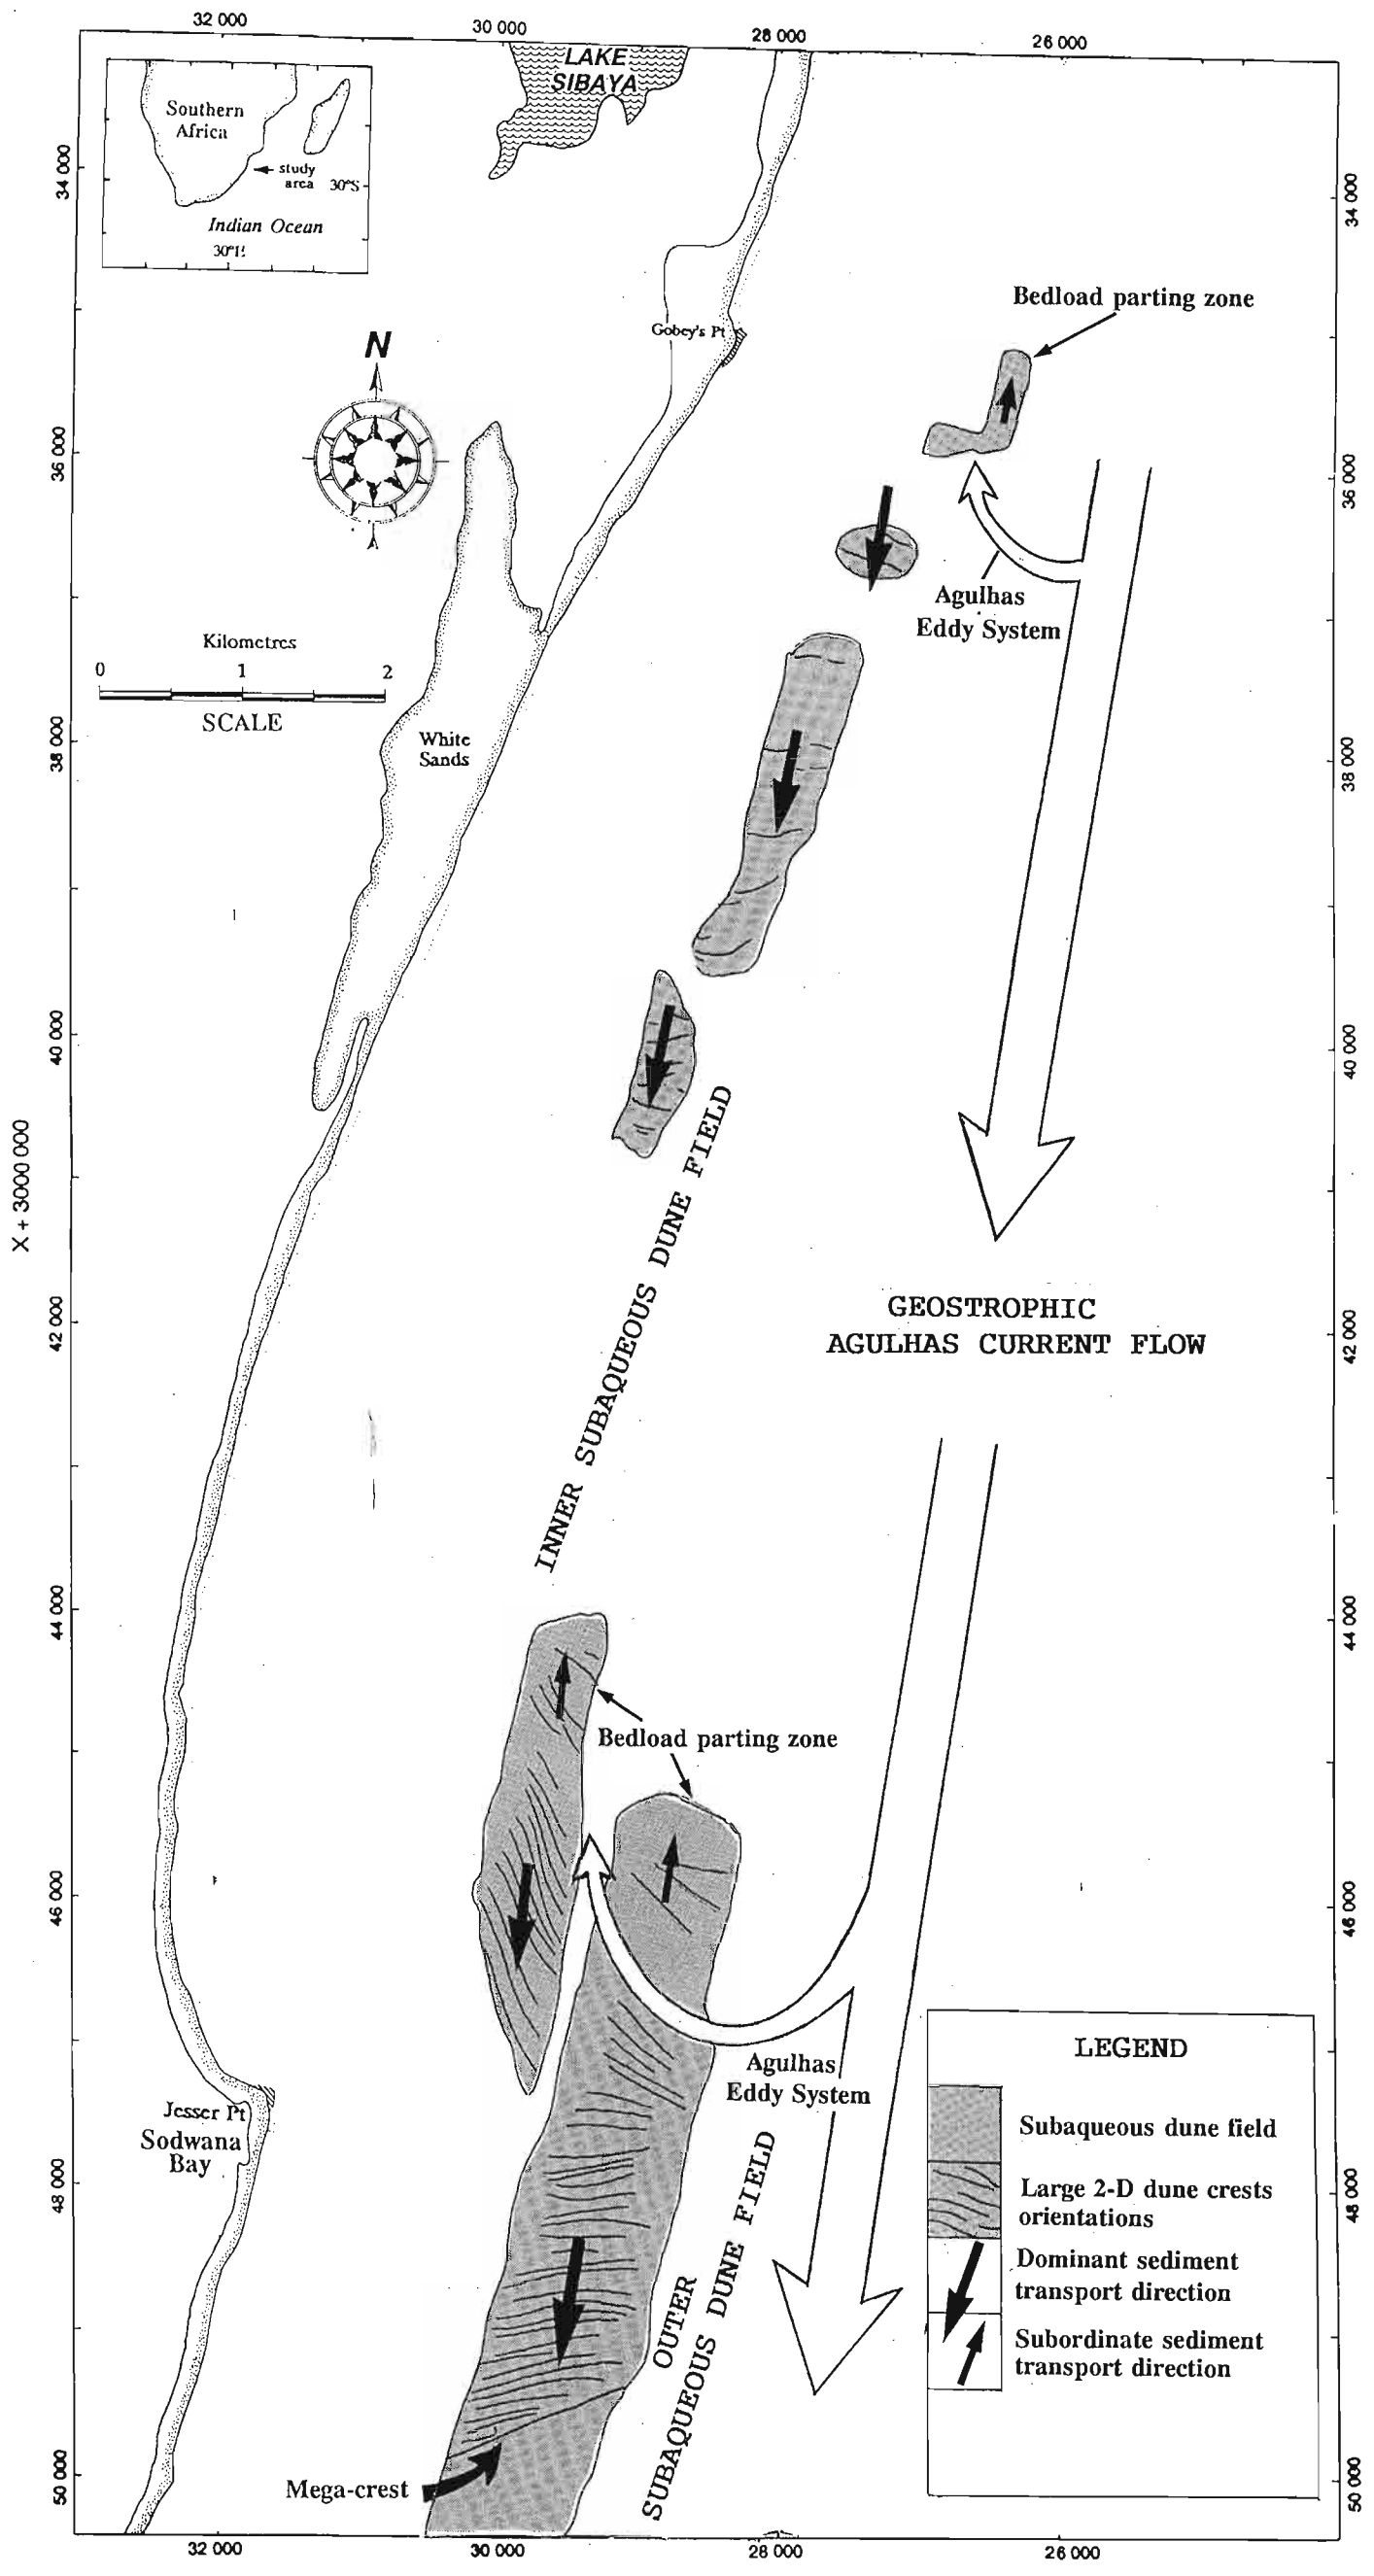 32 000
30 000
28 000
26 000
LAKE
SIBAYA
Southern
Africa
study
area
30°S
Indian Ocean
34 000
34 000
Bedload parting zone
Gobey's Pt
N
36 000
36 000
Agulhas
Eddy System
Kilometres
0 1 2
SCALE
White
Sands
38 000
38 000
40 000
40 000
X + 3000 000
INNER SUBAQUEOUS DUNE FIELD
GEOSTROPHIC
AGULHAS CURRENT FLOW
42 000
42 000
44 000
44 000
Bedload parting zone
46 000
46 000
Agulhas
Eddy System
Jesser Pt
Sodwana
Bay
LEGEND
Subaqueous dune field
Large 2-D dune crests
orientations
Dominant sediment
transport direction
Subordinate sediment
transport direction
48 000
48 000
OUTER
SUBAQUEOUS DUNE FIELD
Mega-crest
50 000
50 000
32 000
30 000
28 000
26 000